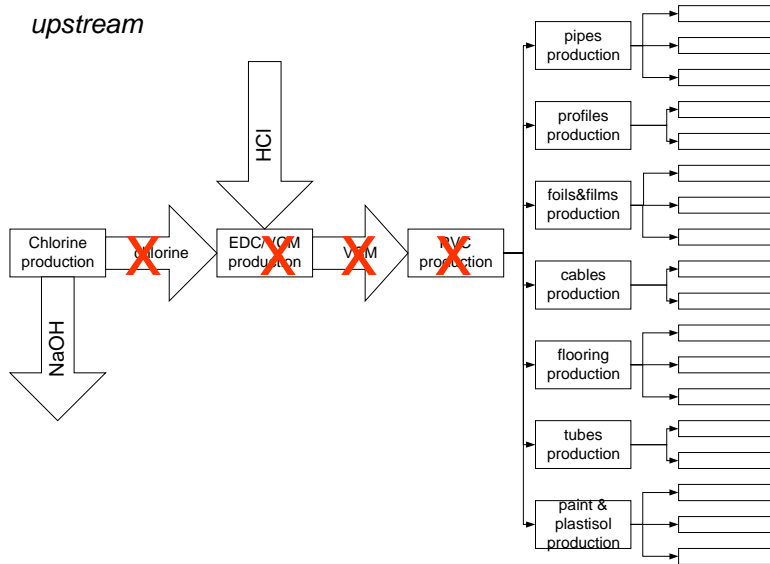 upstream
HCl
Chlorine
production
chlorine
EDC/VCM
production
VCM
PVC
production
NaOH
pipes
production
profiles
production
foils&films
production
cables
production
flooring
production
tubes
production
paint &
plastisol
production